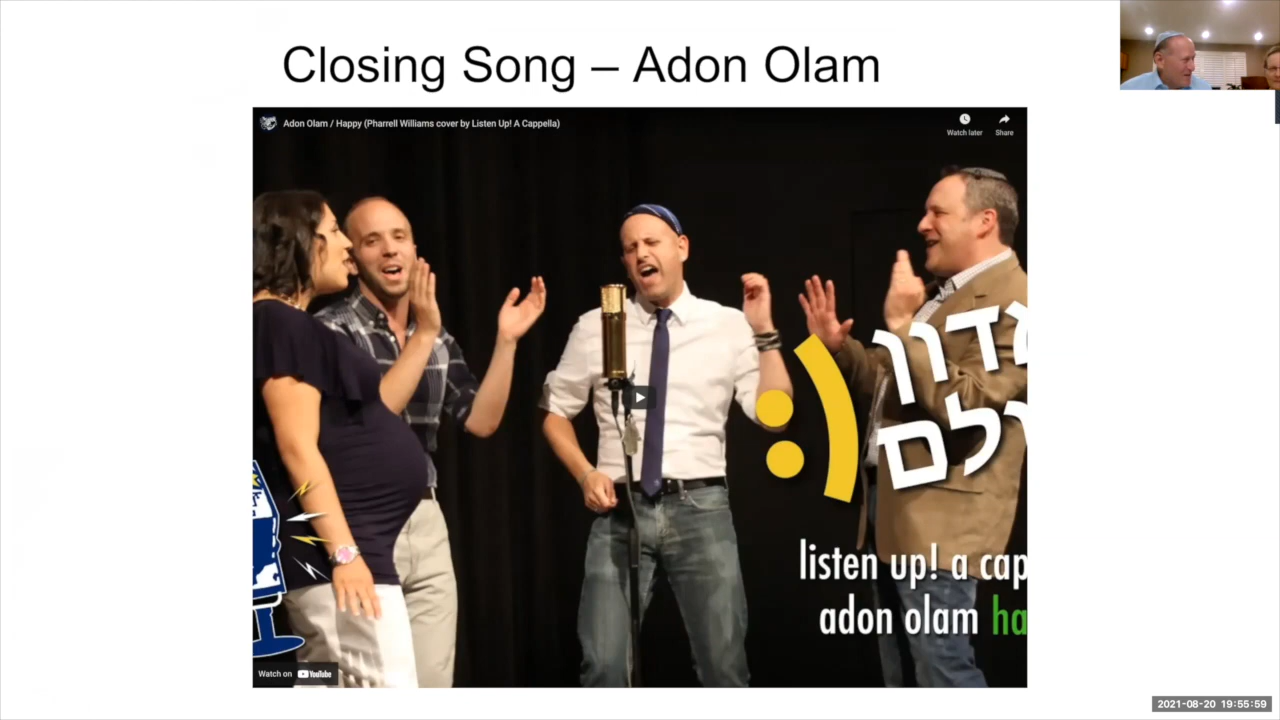 Closing Song – Adon Olam
Adon Olam / Happy (Pharrell Williams cover by Listen Up! A Cappella)
Watch later
Share
listen up! a cap
adon olam ha
Watch on YouTube
2021-08-20 19:55:59